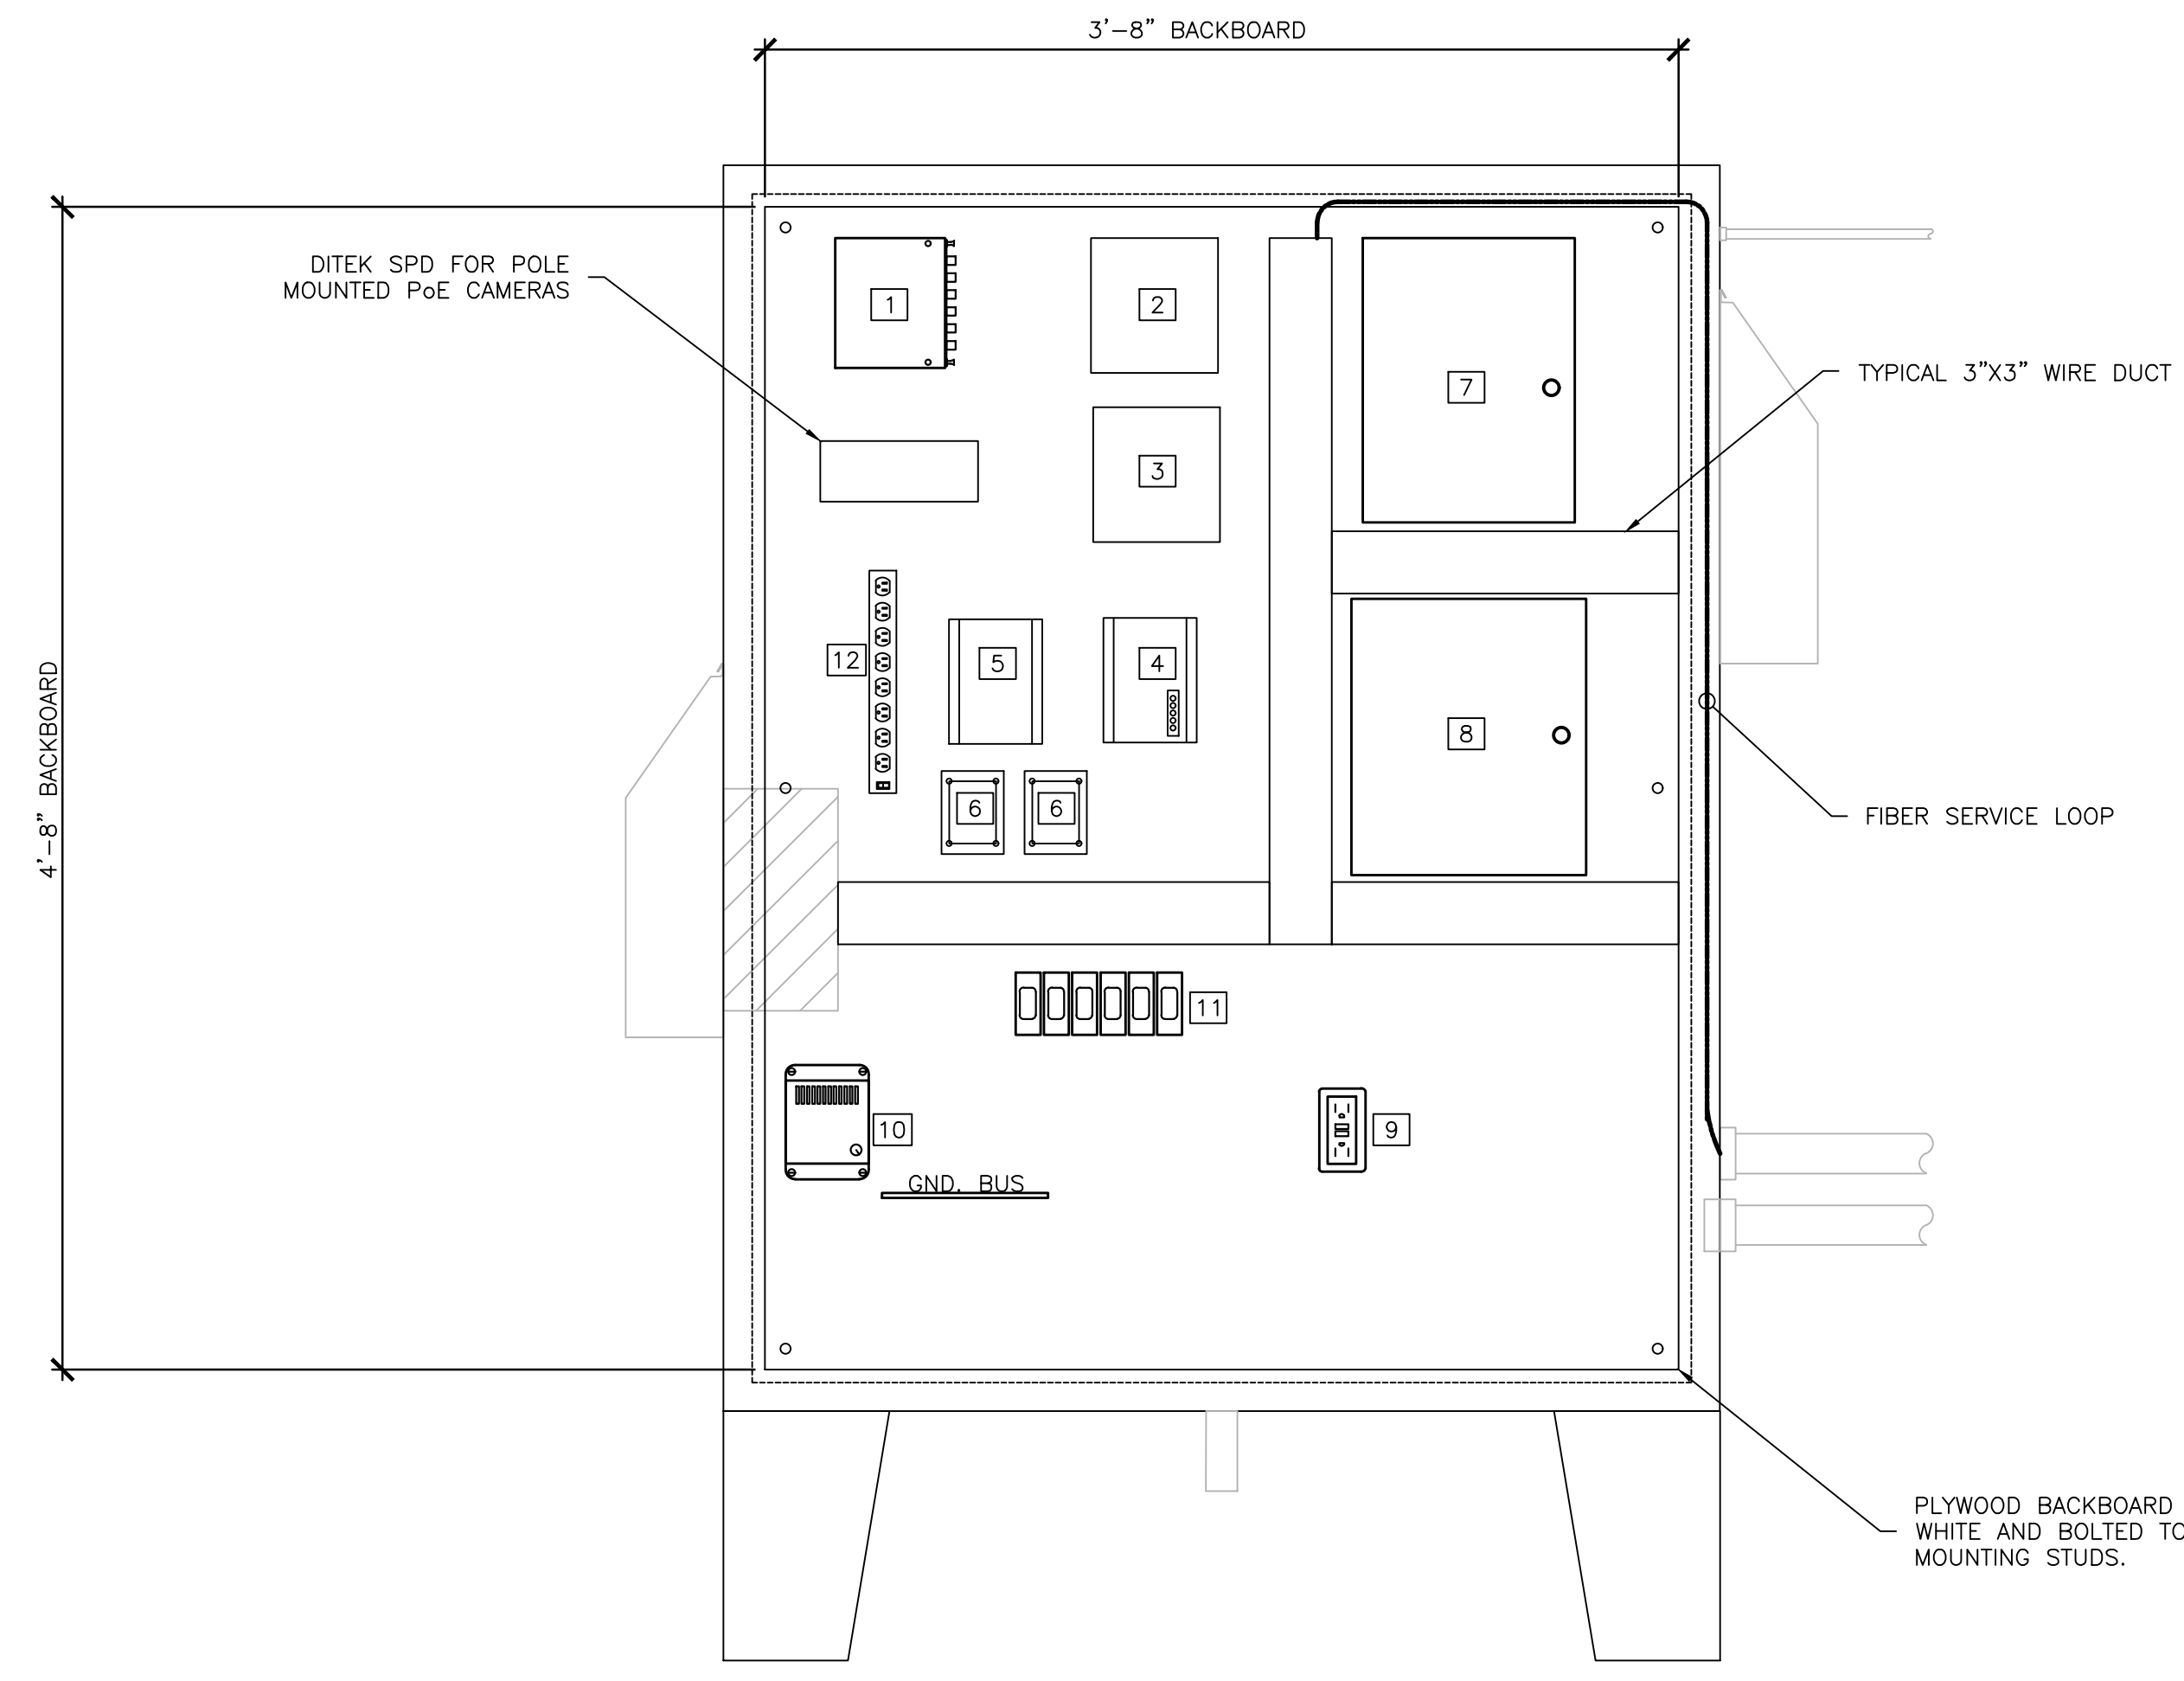 3'-8" BACKBOARD
DITEK SPD FOR POLE
MOUNTED PoE CAMERAS
1
2
7
TYPICAL 3"X3" WIRE DUCT
3
12
5
4
4'-8" BACKBOARD
8
6
6
FIBER SERVICE LOOP
11
10
9
GND. BUS
PLYWOOD BACKBOARD
WHITE AND BOLTED TO
MOUNTING STUDS.